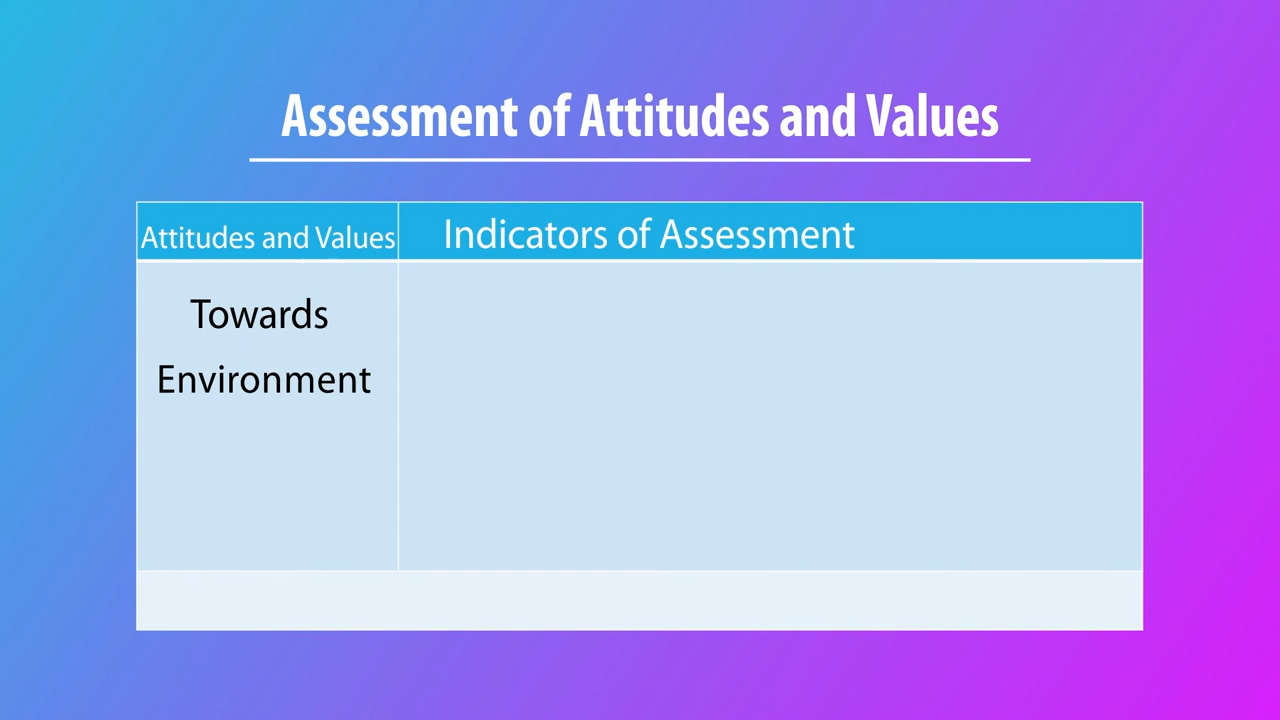 Assessment of Attitudes and Values
Attitudes and Values
Indicators of Assessment
Towards
Environment